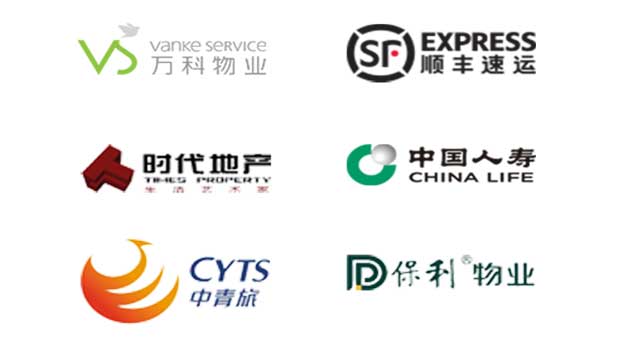 VS
vanke service
万科物业
SF
EXPRESS
顺丰速运
时代地产
TIMES PROPERTY
生活艺术家
中国人寿
CHINA LIFE
CYTS
中青旅
保利®物业